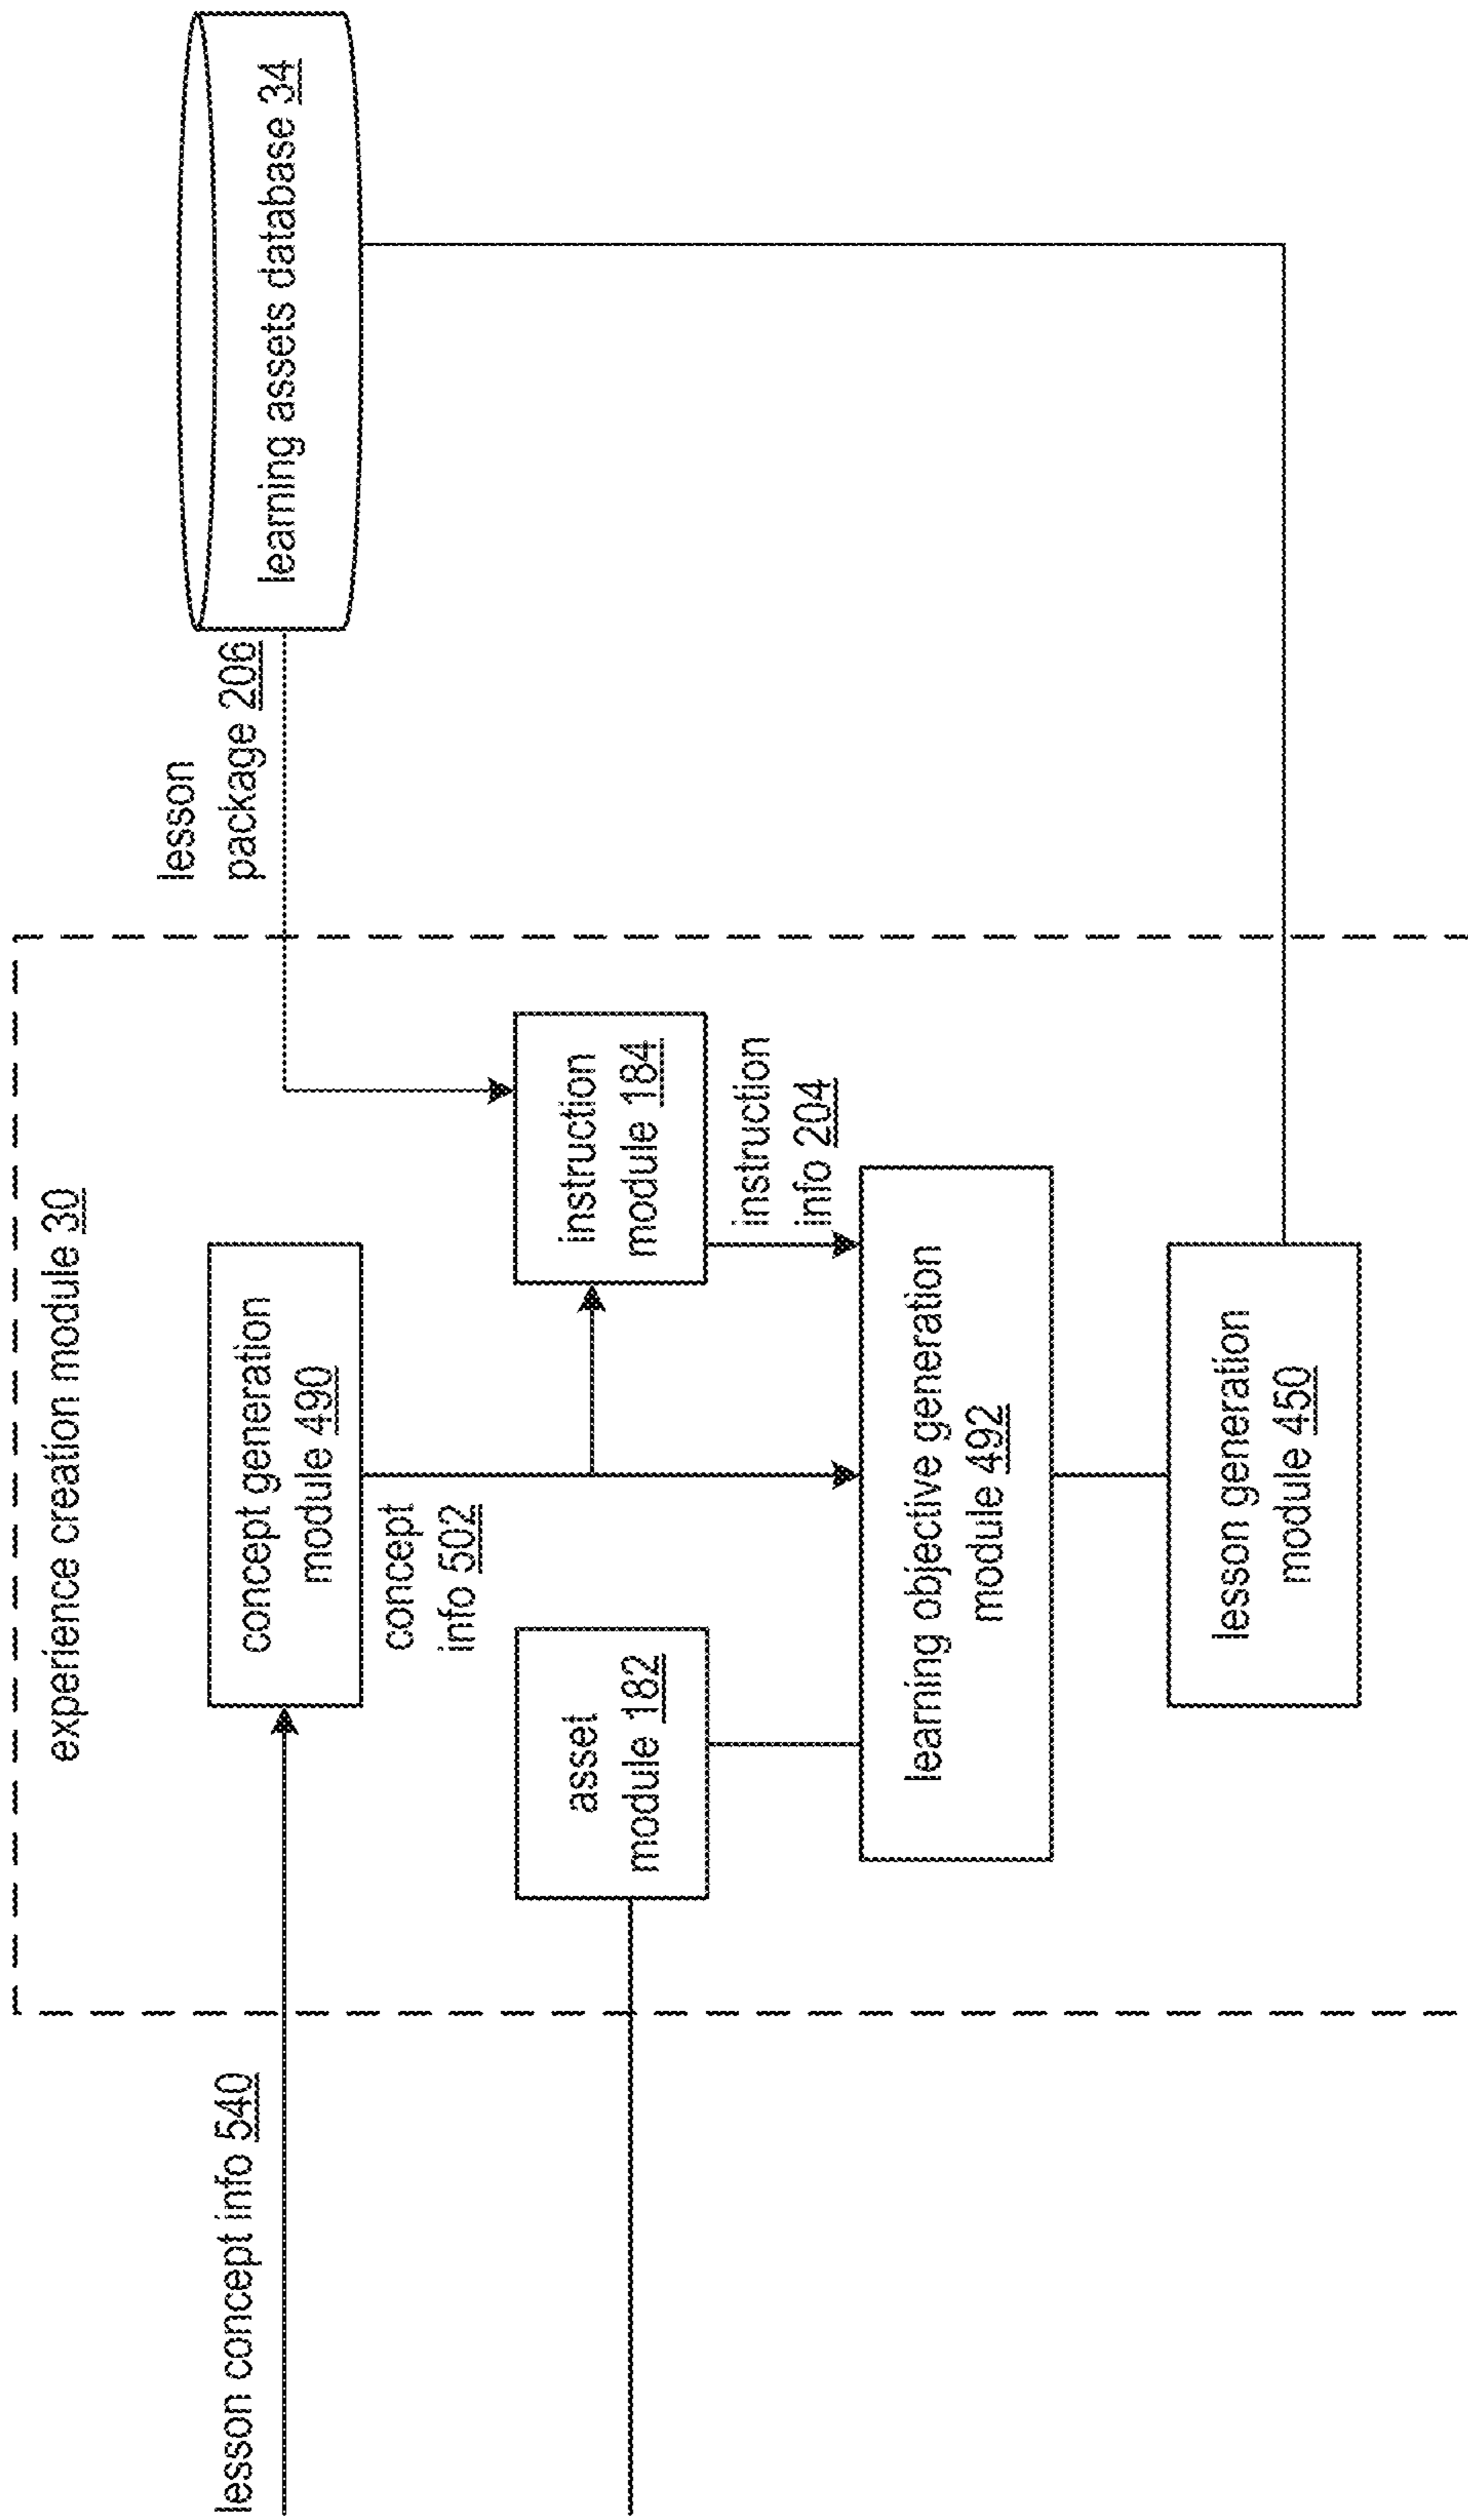 experience creation module 30
lesson concept info 540
concept generation
module 490
lesson
package 206
learning assets database 34
concept
info 502
asset
module 182
instruction
module 184
instruction
info 204
learning objective generation
module 492
lesson generation
module 450